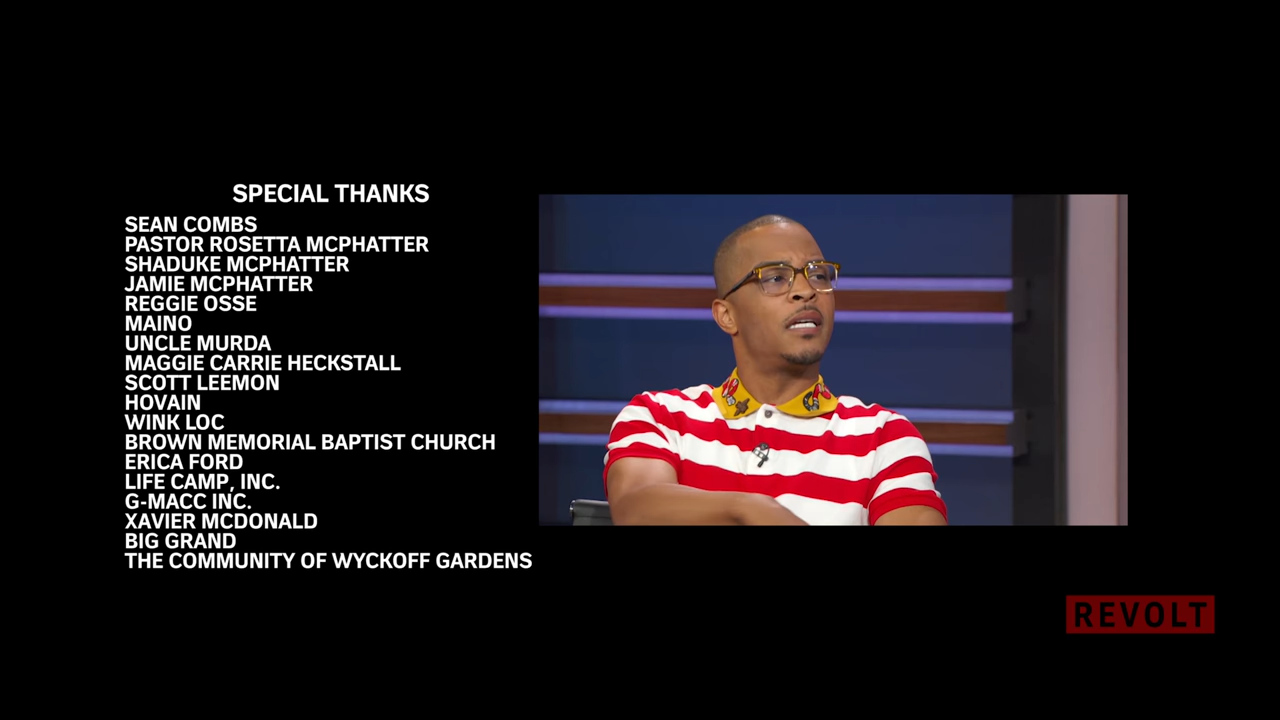 SPECIAL THANKS
SEAN COMBS
PASTOR ROSETTA MCPHATTER
SHADUKE MCPHATTER
JAMIE MCPHATTER
REGGIE OSSE
MAINO
UNCLE MURDA
MAGGIE CARRIE HECKSTALL
SCOTT LEEMON
HOVAIN
WINK LOC
BROWN MEMORIAL BAPTIST CHURCH
ERICA FORD
LIFE CAMP, INC.
G-MACC INC.
XAVIER MCDONALD
BIG GRAND
THE COMMUNITY OF WYCKOFF GARDENS
REVOLT